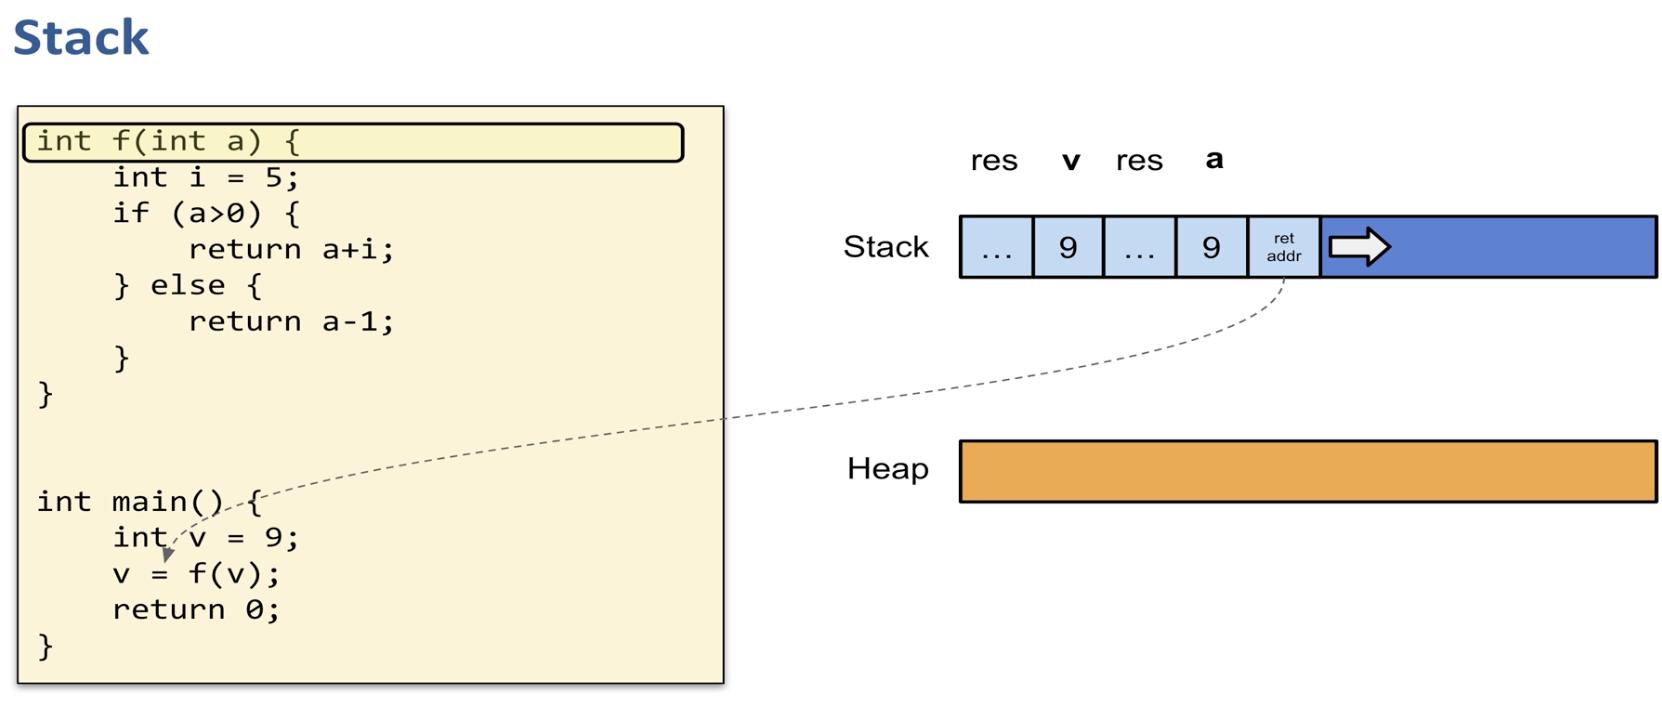 Stack
int f(int a) {
    int i = 5;
    if (a>0) {
        return a+i;
    } else {
        return a-1;
    }
}
int main() {
    int v = 9;
    v = f(v);
    return 0;
}
res v res a
Stack ... 9 ... 9 ret addr
Heap